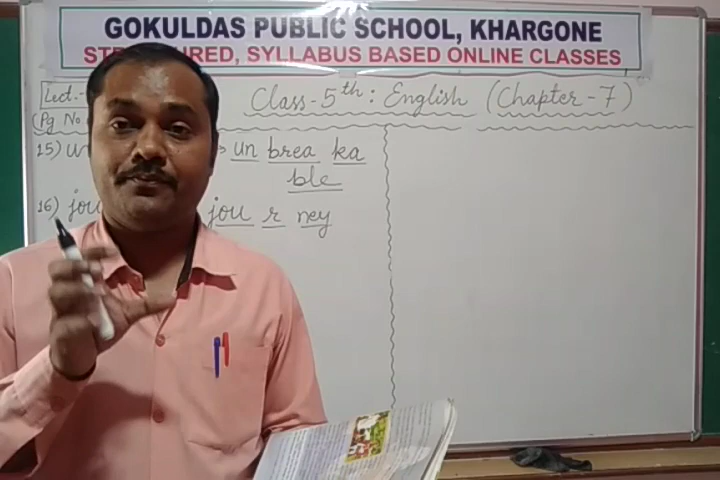 GOKULDAS PUBLIC SCHOOL, KHARGONE
URED, SYLLABUS BASED ONLINE CLASSES
Lect.- Class-5th : English (Chapter-7)
(Pg No.
15) un brea ka
ble
16) jou jou r ney